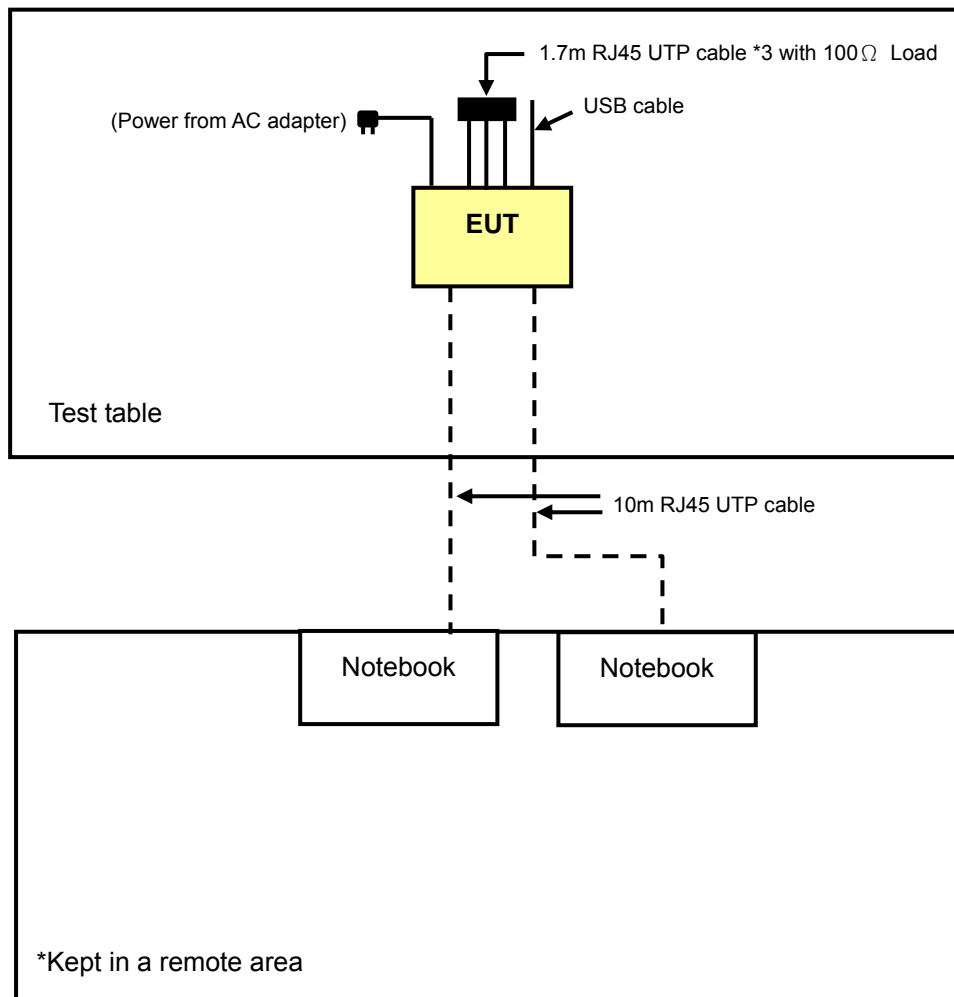 1.7m RJ45 UTP cable *3 with 100Ω Load
USB cable
(Power from AC adapter)
EUT
Test table
10m RJ45 UTP cable
Notebook
Notebook
*Kept in a remote area